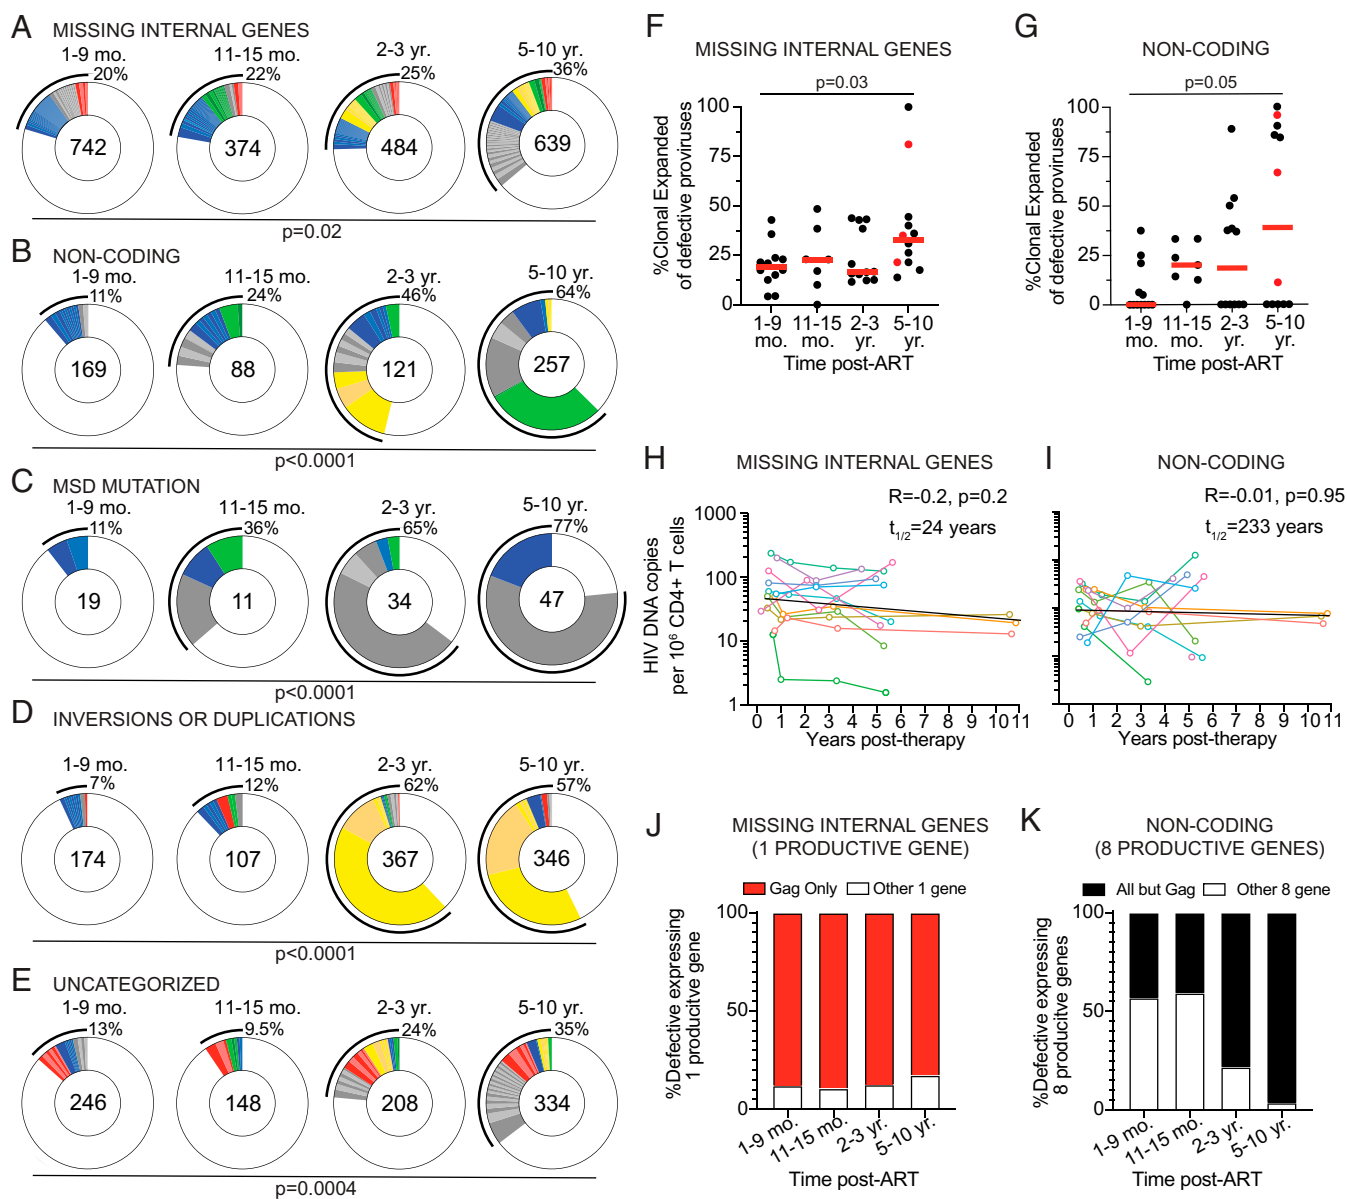 A MISSING INTERNAL GENES
1-9 mo. 11-15 mo. 2-3 yr. 5-10 yr.
20% 22% 25% 36%
742 374 484 639
p=0.02
B NON-CODING
1-9 mo. 11-15 mo. 2-3 yr. 5-10 yr.
11% 24% 46% 64%
169 88 121 257
p<0.0001
C MSD MUTATION
1-9 mo. 11-15 mo. 2-3 yr. 5-10 yr.
11% 36% 65% 77%
19 11 34 47
p<0.0001
D INVERSIONS OR DUPLICATIONS
1-9 mo. 11-15 mo. 2-3 yr. 5-10 yr.
7% 12% 62% 57%
174 107 367 346
p<0.0001
E UNCATEGORIZED
1-9 mo. 11-15 mo. 2-3 yr. 5-10 yr.
13% 9.5% 24% 35%
246 148 208 334
p=0.0004
F MISSING INTERNAL GENES
p=0.03
%Clonal Expanded
of defective proviruses
100
75
50
25
0
1-9 11-15 2-3 5-10
mo. mo. yr. yr.
Time post-ART
G NON-CODING
p=0.05
%Clonal Expanded
of defective proviruses
100
75
50
25
0
1-9 11-15 2-3 5-10
mo. mo. yr. yr.
Time post-ART
H MISSING INTERNAL GENES
R=-0.2, p=0.2
t1/2=24 years
HIV DNA copies
per 10⁶ CD4+ T cells
1000
100
10
1
0 1 2 3 4 5 6 7 8 9 10 11
Years post-therapy
I NON-CODING
R=-0.01, p=0.95
t1/2=233 years
0 1 2 3 4 5 6 7 8 9 10 11
Years post-therapy
J MISSING INTERNAL GENES
(1 PRODUCTIVE GENE)
Gag Only Other 1 gene
%Defective expressing
1 producitve gene
100
50
0
1-9 mo. 11-15 mo. 2-3 yr. 5-10 yr.
Time post-ART
K NON-CODING
(8 PRODUCTIVE GENES)
All but Gag Other 8 gene
%Defective expressing
8 producitve genes
100
50
0
1-9 mo. 11-15 mo. 2-3 yr. 5-10 yr.
Time post-ART